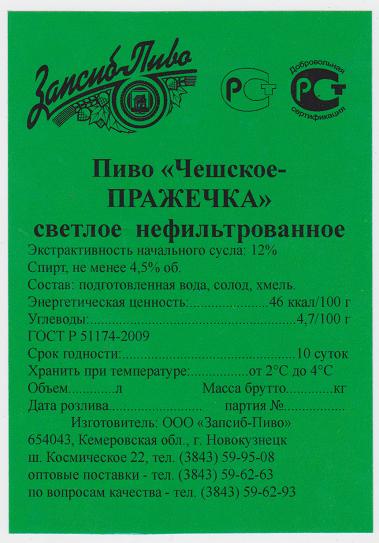 Запсиб-Пиво
РСТ
Добровольная
РСТ
сертификация
Пиво «Чешское-
ПРАЖЕЧКА»
светлое нефильтрованное
Экстрактивность начального сусла: 12%
Спирт, не менее 4,5% об.
Состав: подготовленная вода, солод, хмель.
Энергетическая ценность:......................46 ккал/100 г
Углеводы:................................................4,7/100 г
ГОСТ Р 51174-2009
Срок годности:........................................10 суток
Хранить при температуре:..............от 2°С до 4°С
Объем.............л Масса брутто.............кг
Дата розлива...................... партия №................
Изготовитель: ООО «Запсиб-Пиво»
654043, Кемеровская обл., г. Новокузнецк
ш. Космическое 22, тел. (3843) 59-95-08
оптовые поставки - тел. (3843) 59-62-63
по вопросам качества - тел. (3843) 59-62-93